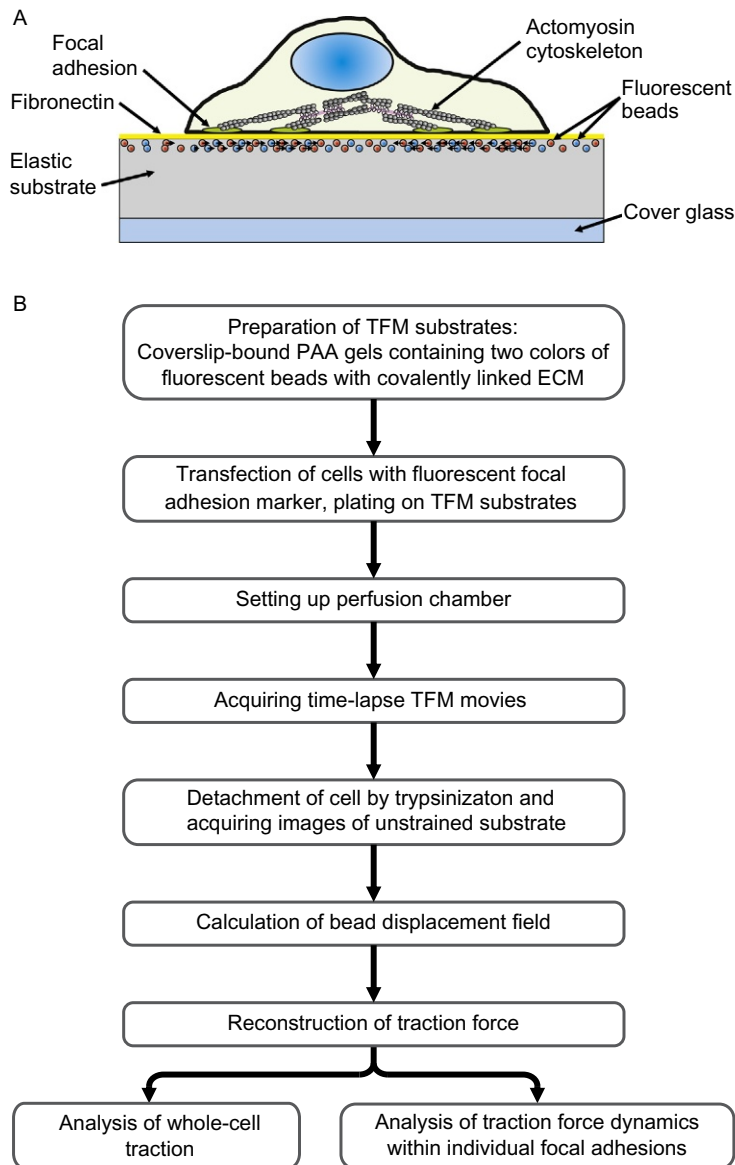 A
Focal
adhesion
Actomyosin
cytoskeleton
Fibronectin
Fluorescent
beads
Elastic
substrate
Cover glass
B
Preparation of TFM substrates:
Coverslip-bound PAA gels containing two colors of
fluorescent beads with covalently linked ECM
Transfection of cells with fluorescent focal
adhesion marker, plating on TFM substrates
Setting up perfusion chamber
Acquiring time-lapse TFM movies
Detachment of cell by trypsinizaton and
acquiring images of unstrained substrate
Calculation of bead displacement field
Reconstruction of traction force
Analysis of whole-cell
traction
Analysis of traction force dynamics
within individual focal adhesions